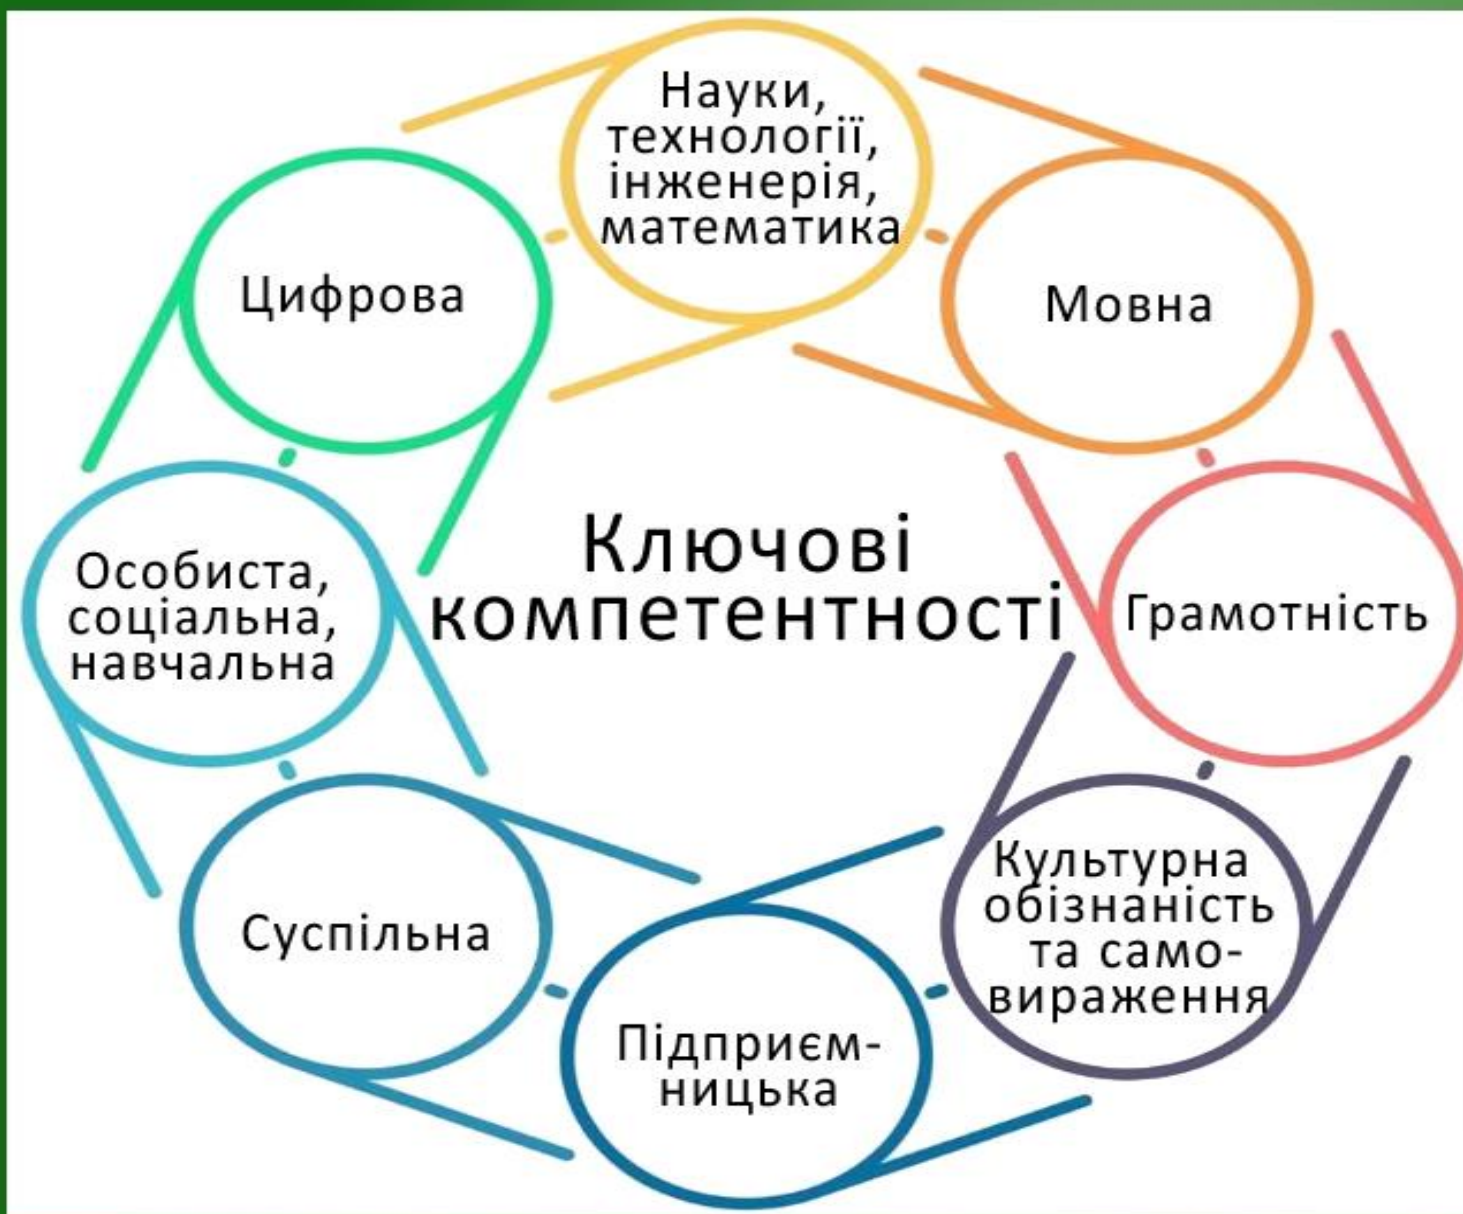 Науки,
технології,
інженерія,
математика
Цифрова
Мовна
Ключові
компетентності
Особиста,
соціальна,
навчальна
Грамотність
Суспільна
Культурна
обізнаність
та само-
вираження
Підприєм-
ницька